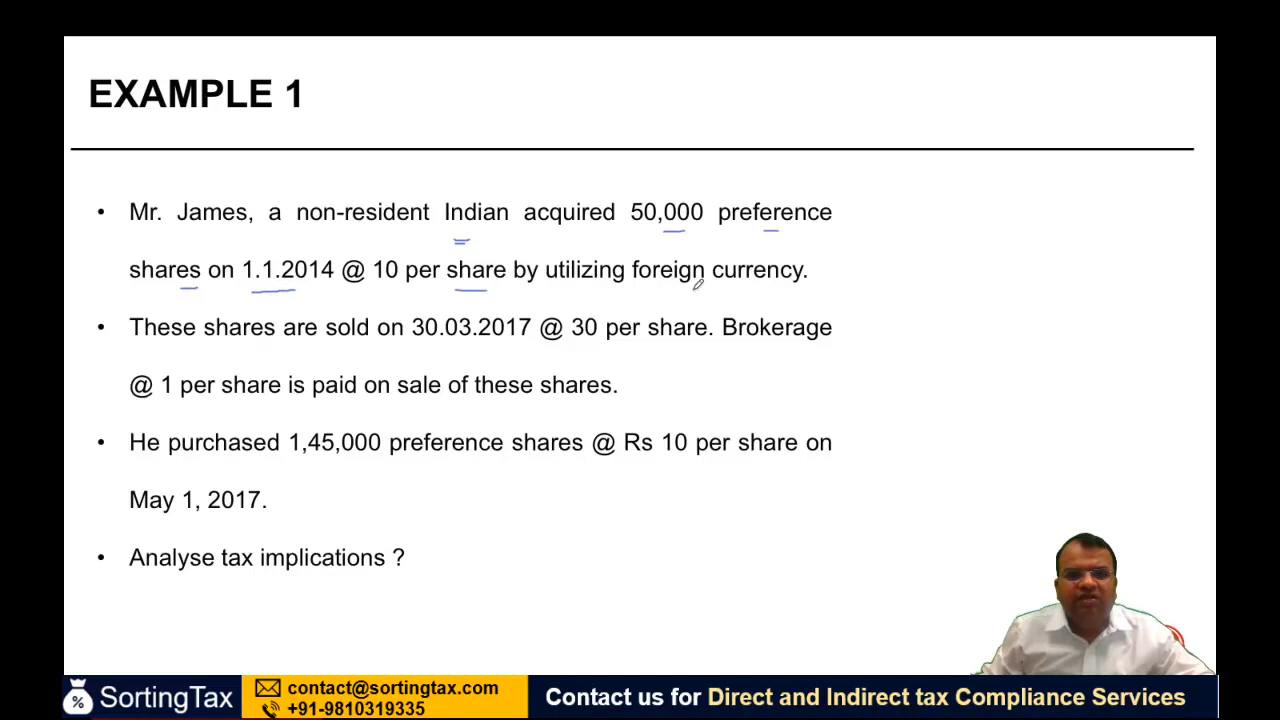 EXAMPLE 1
• Mr. James, a non-resident Indian acquired 50,000 preference
shares on 1.1.2014 @ 10 per share by utilizing foreign currency.
• These shares are sold on 30.03.2017 @ 30 per share. Brokerage
@ 1 per share is paid on sale of these shares.
• He purchased 1,45,000 preference shares @ Rs 10 per share on
May 1, 2017.
• Analyse tax implications ?
% SortingTax
contact@sortingtax.com
+91-9810319335
Contact us for Direct and Indirect tax Compliance Services